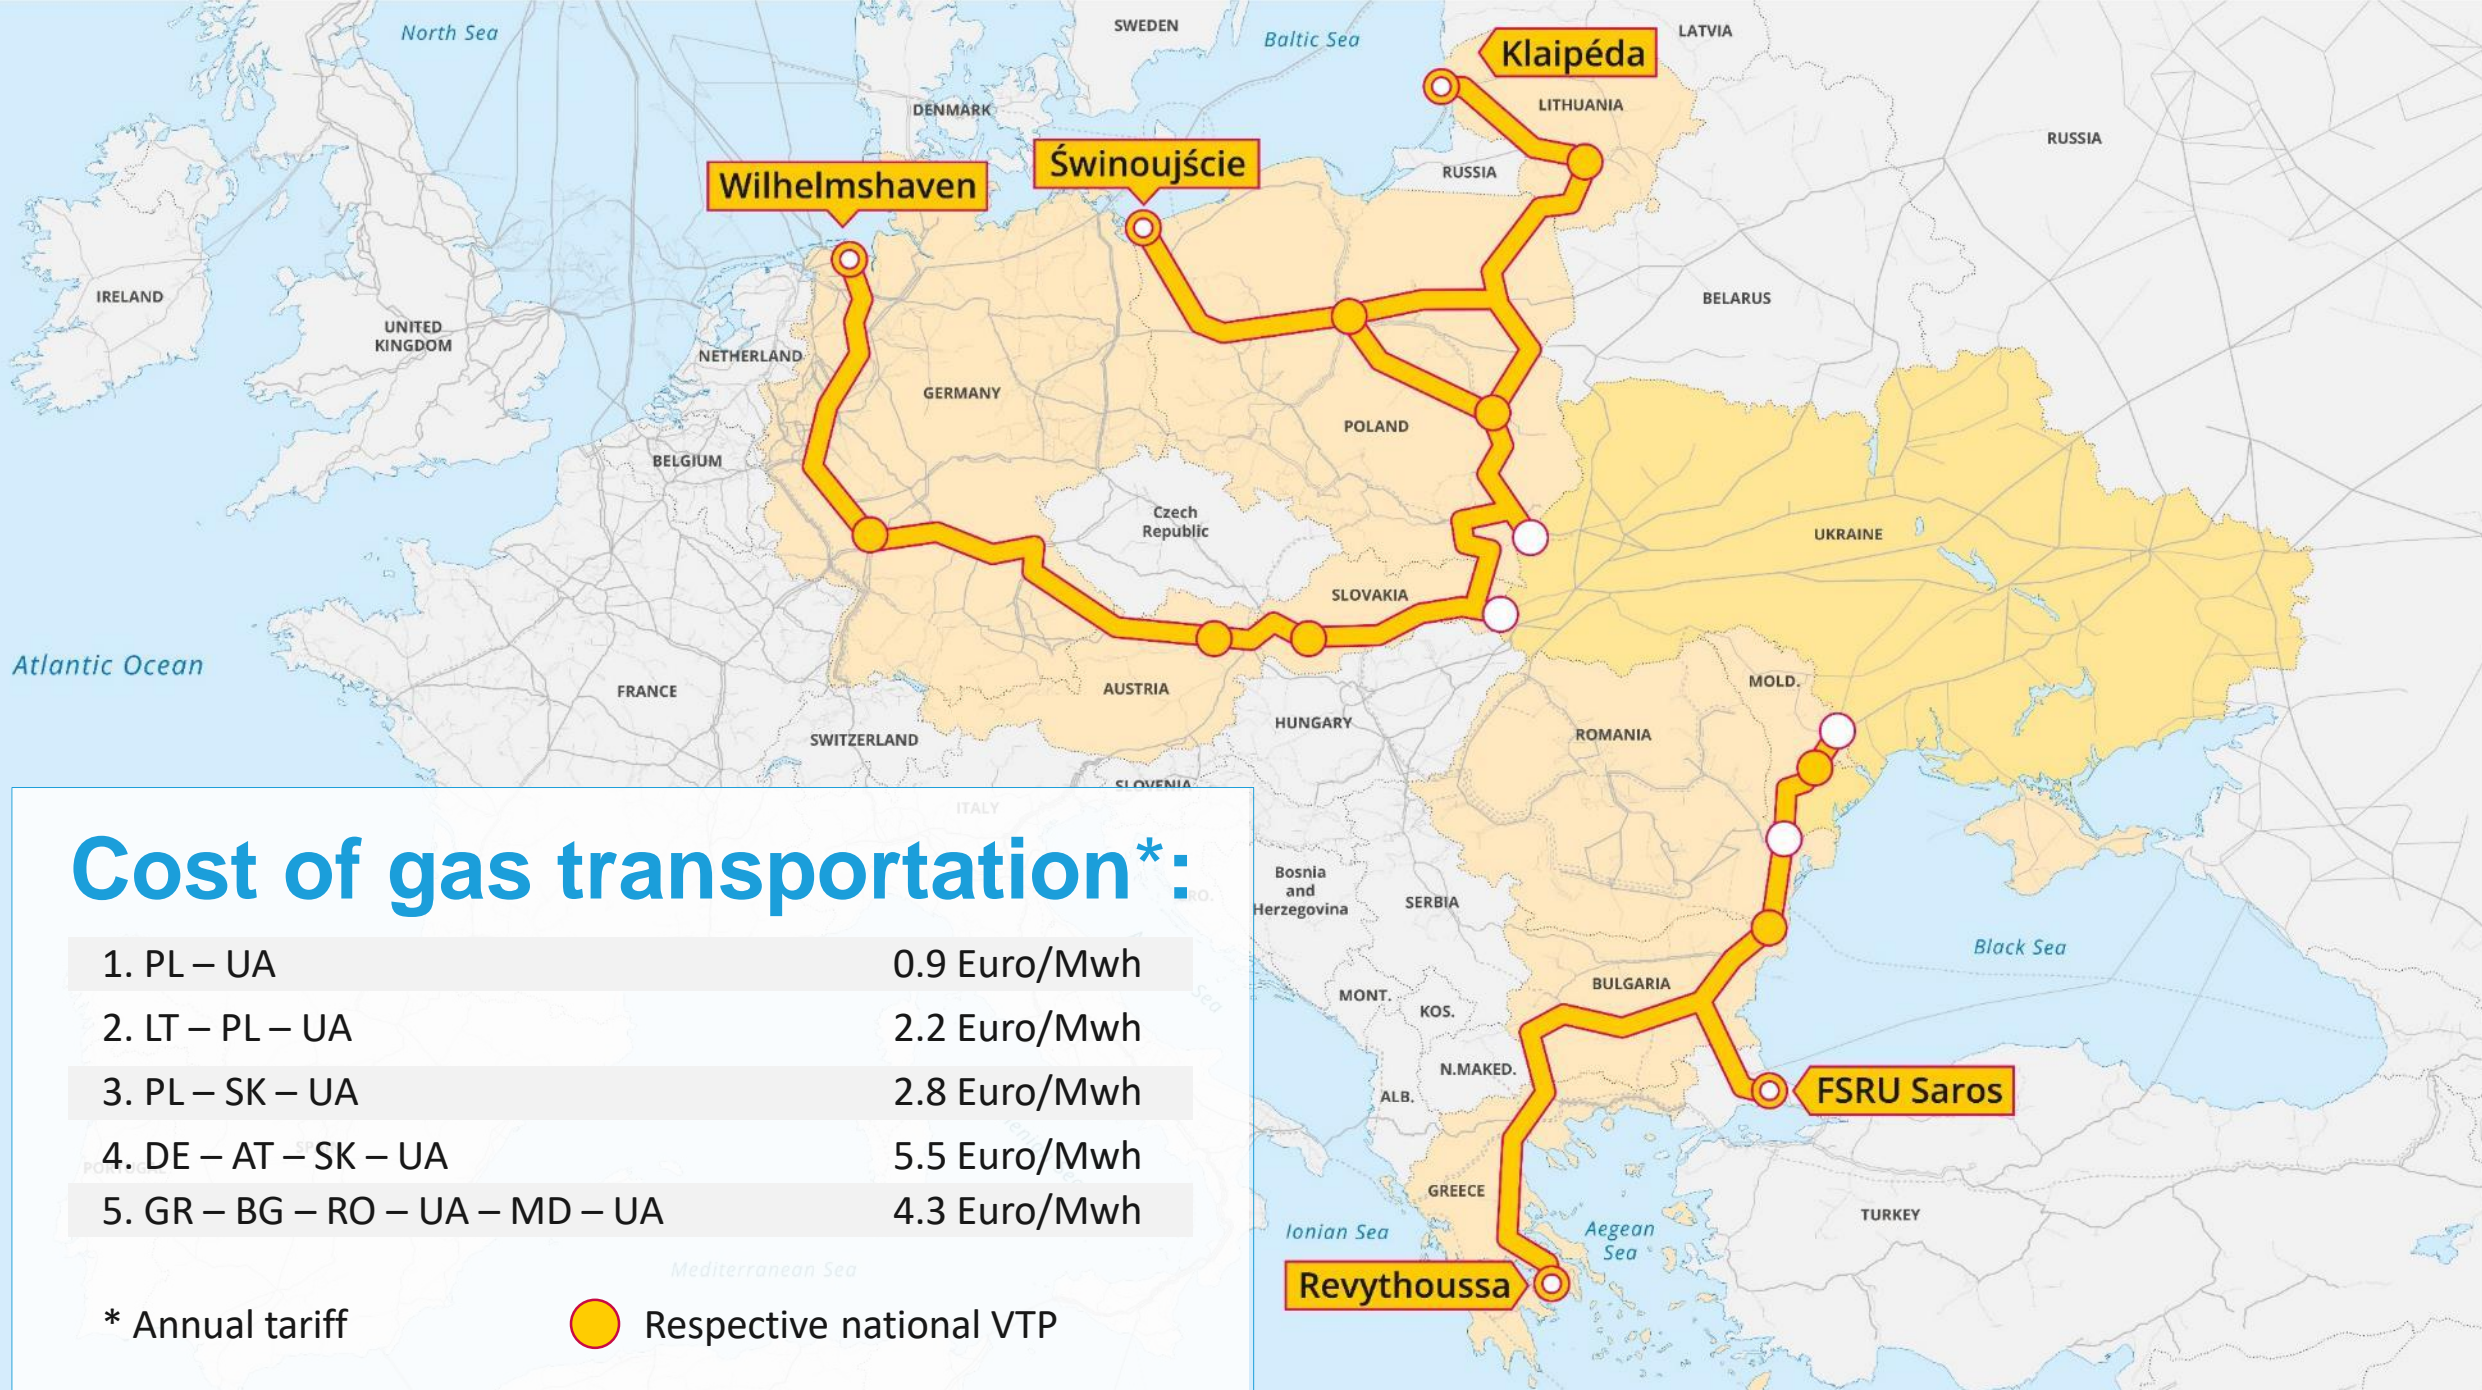 North Sea
SWEDEN
Baltic Sea
Klaipéda
LATVIA
DENMARK
LITHUANIA
RUSSIA
Świnoujście
Wilhelmshaven
RUSSIA
IRELAND
UNITED
KINGDOM
BELARUS
NETHERLAND
GERMANY
POLAND
BELGIUM
Czech
Republic
UKRAINE
SLOVAKIA
Atlantic Ocean
FRANCE
AUSTRIA
MOLD.
HUNGARY
ROMANIA
SWITZERLAND
SLOVENIA
ITALY
Bosnia
and
Herzegovina
SERBIA
Black Sea
BULGARIA
MONT.
KOS.
N.MAKED.
ALB.
FSRU Saros
GREECE
TURKEY
Ionian Sea
Aegean
Sea
Revythoussa
Cost of gas transportation*:
1. PL – UA 0.9 Euro/Mwh
2. LT – PL – UA 2.2 Euro/Mwh
3. PL – SK – UA 2.8 Euro/Mwh
4. DE – AT – SK – UA 5.5 Euro/Mwh
5. GR – BG – RO – UA – MD – UA 4.3 Euro/Mwh
Mediterranean Sea
* Annual tariff
Respective national VTP